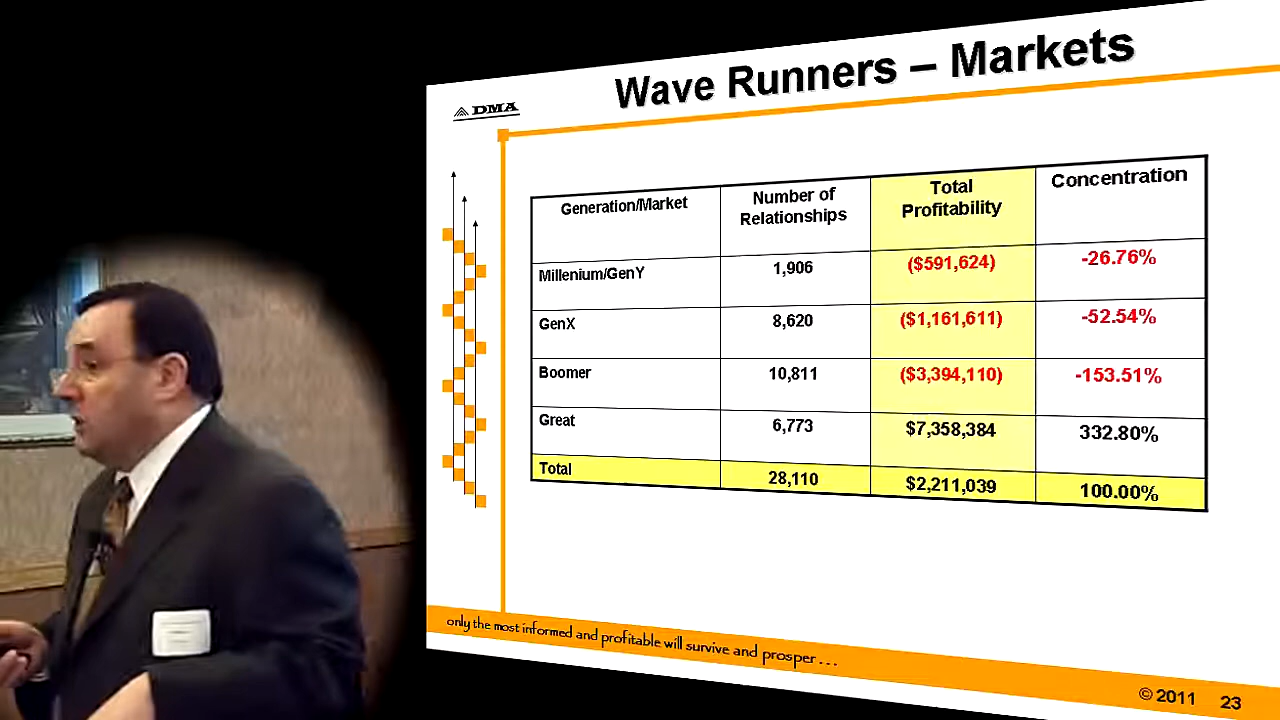 Wave Runners – Markets
DMA
Generation/Market
Number of
Relationships
Total
Profitability
Concentration
Millenium/GenY
1,906
($591,624)
-26.76%
GenX
8,620
($1,161,611)
-52.54%
Boomer
10,811
($3,394,110)
-153.51%
Great
6,773
$7,358,384
332.80%
Total
28,110
$2,211,039
100.00%
only the most informed and profitable will survive and prosper . . .
© 2011
23